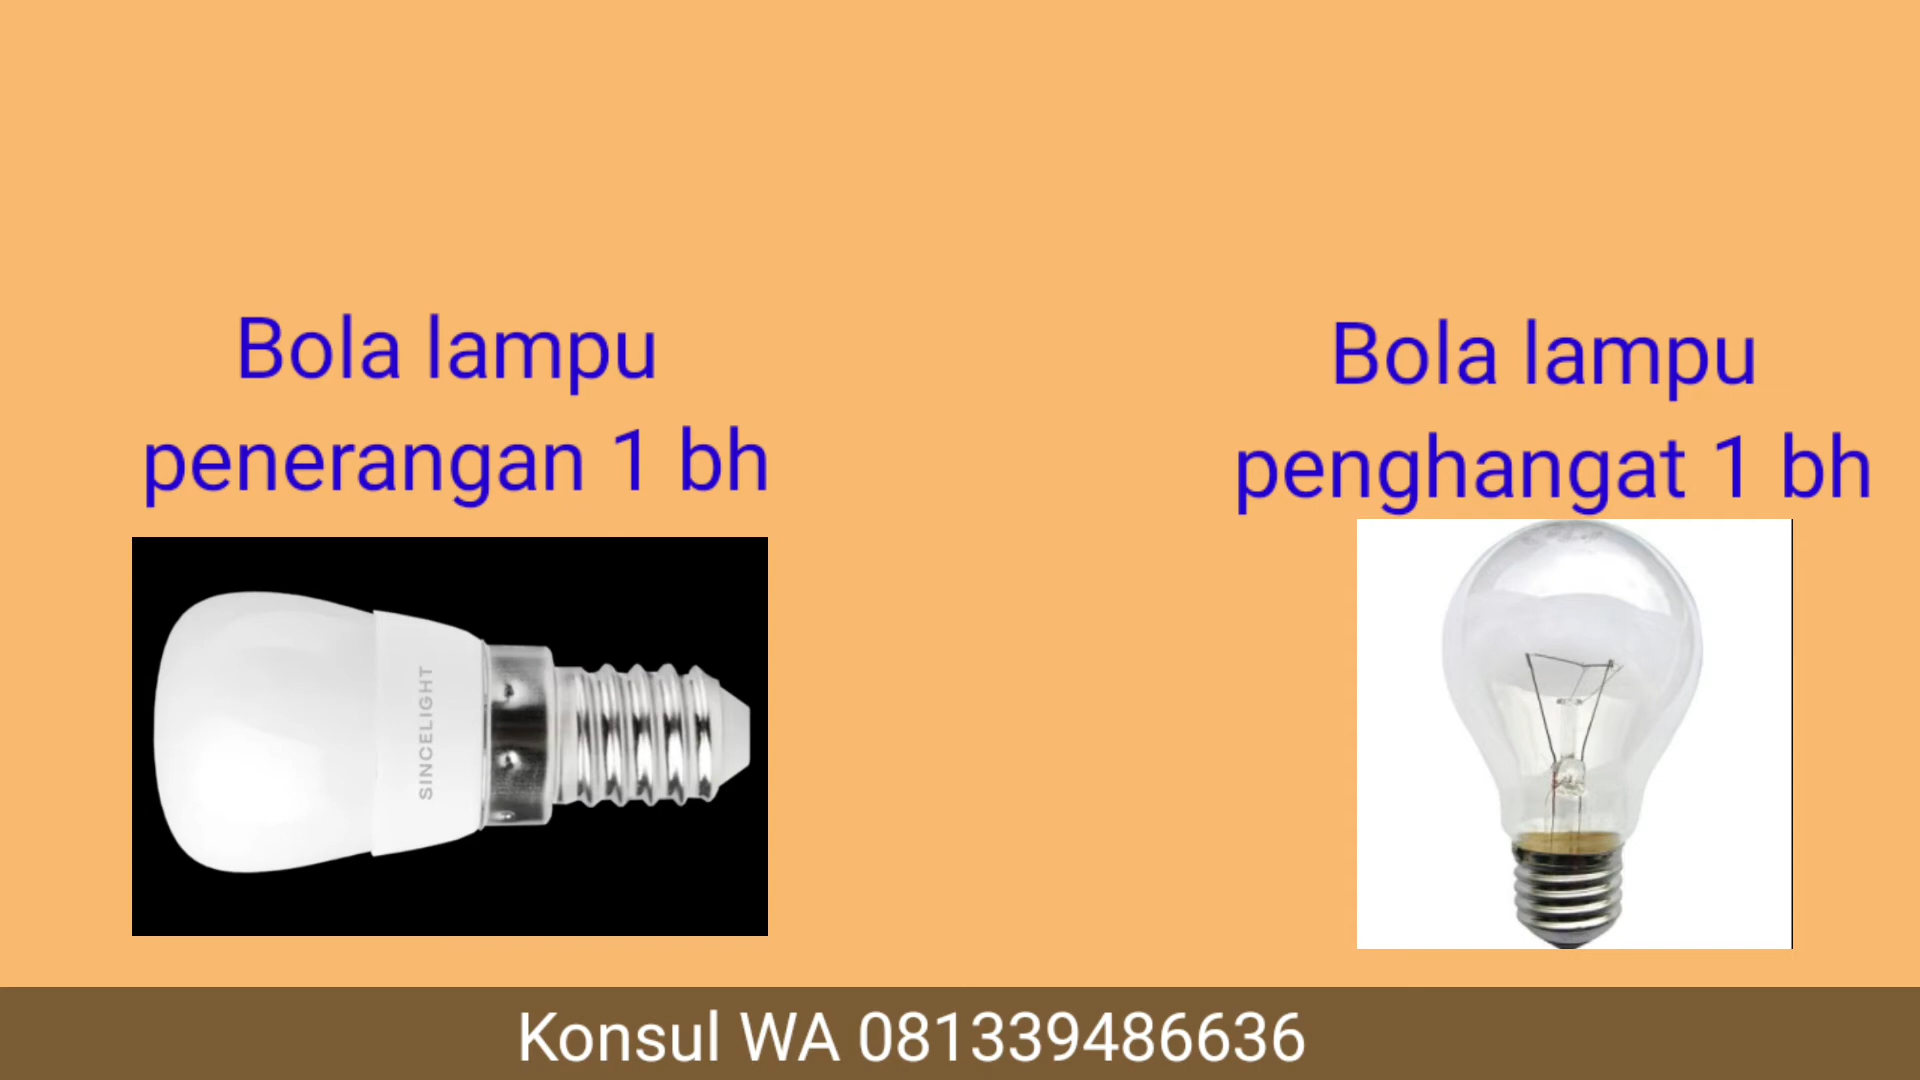 Bola lampu
penerangan 1 bh
Bola lampu
penghangat 1 bh
SINCELIGHT
Konsul WA 081339486636